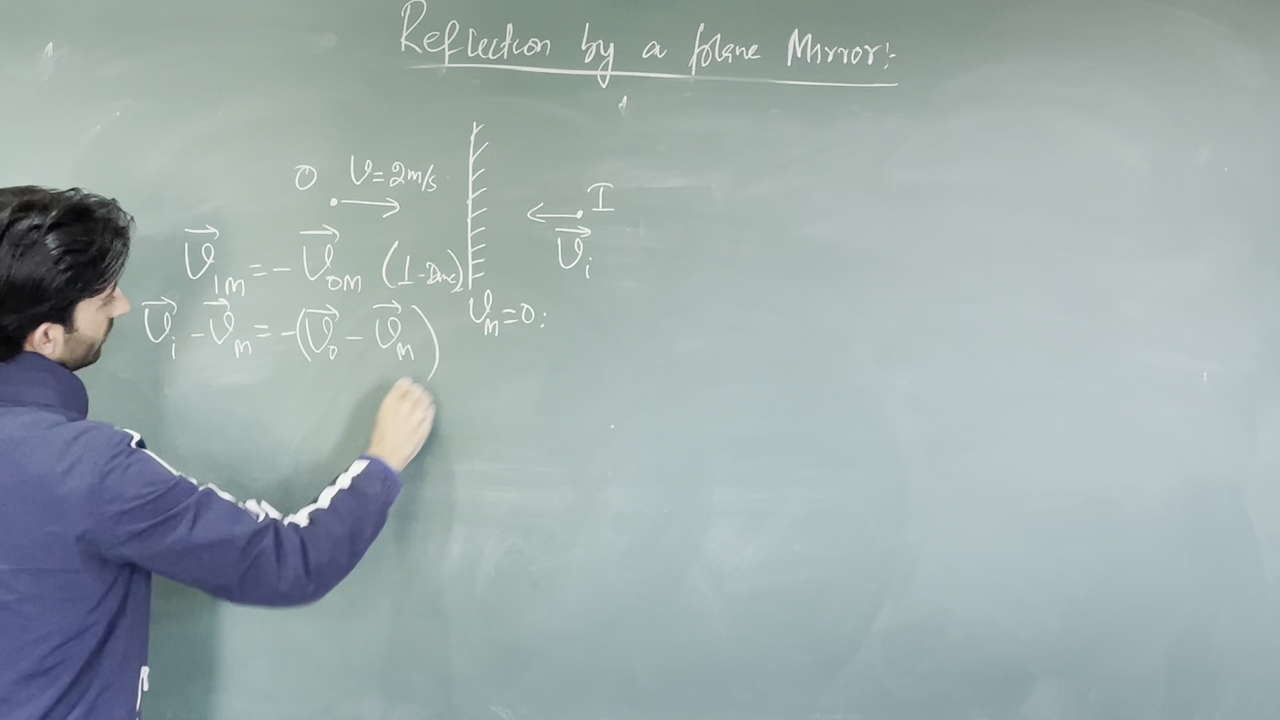 Reflection by a plane Mirror:-
O V=2m/s
I
V⃗i
V⃗IM = - V⃗OM (1-Dmc)
V⃗i - V⃗m = -(V⃗o - V⃗m)
Vm=0: